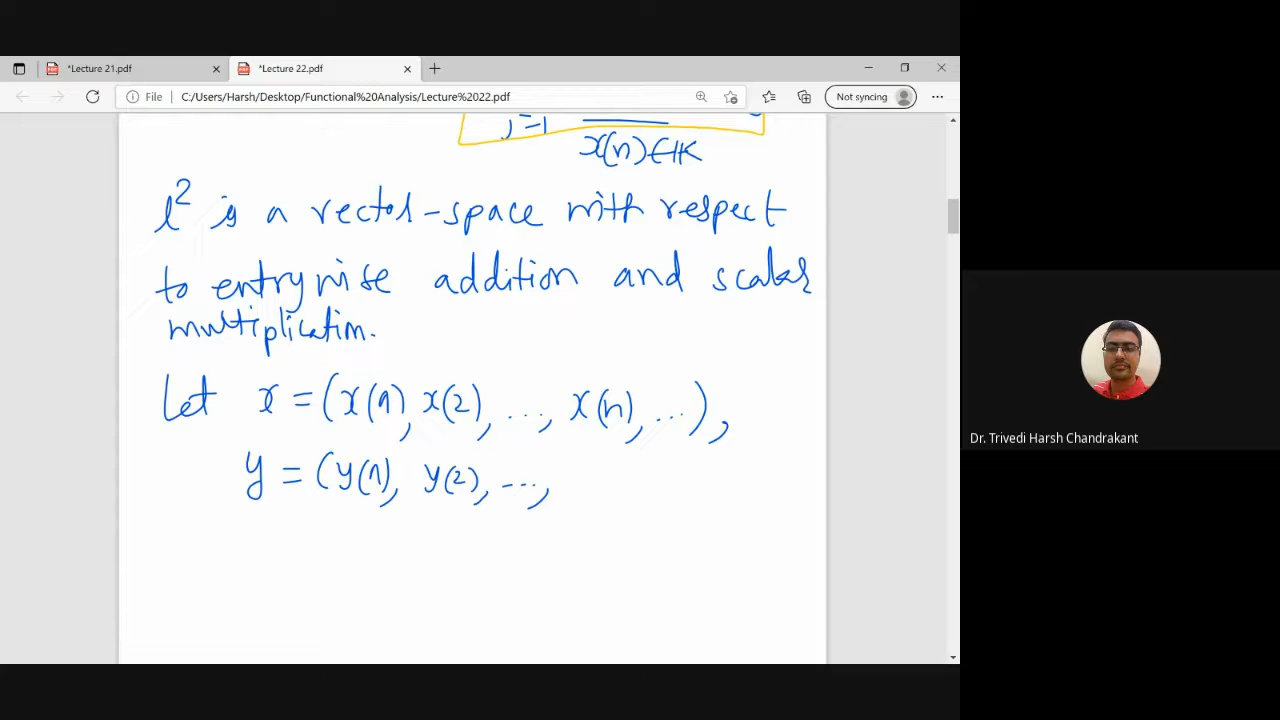 *Lecture 21.pdf
*Lecture 22.pdf
File | C:/Users/Harsh/Desktop/Functional%20Analysis/Lecture%2022.pdf
Not syncing
j=1
x(n)∈𝕂
l² is a vector-space with respect
to entrywise addition and scalar
multiplication.
Let x = (x(1), x(2), ..., x(n), ...),
y = (y(1), y(2), ...,
Dr. Trivedi Harsh Chandrakant